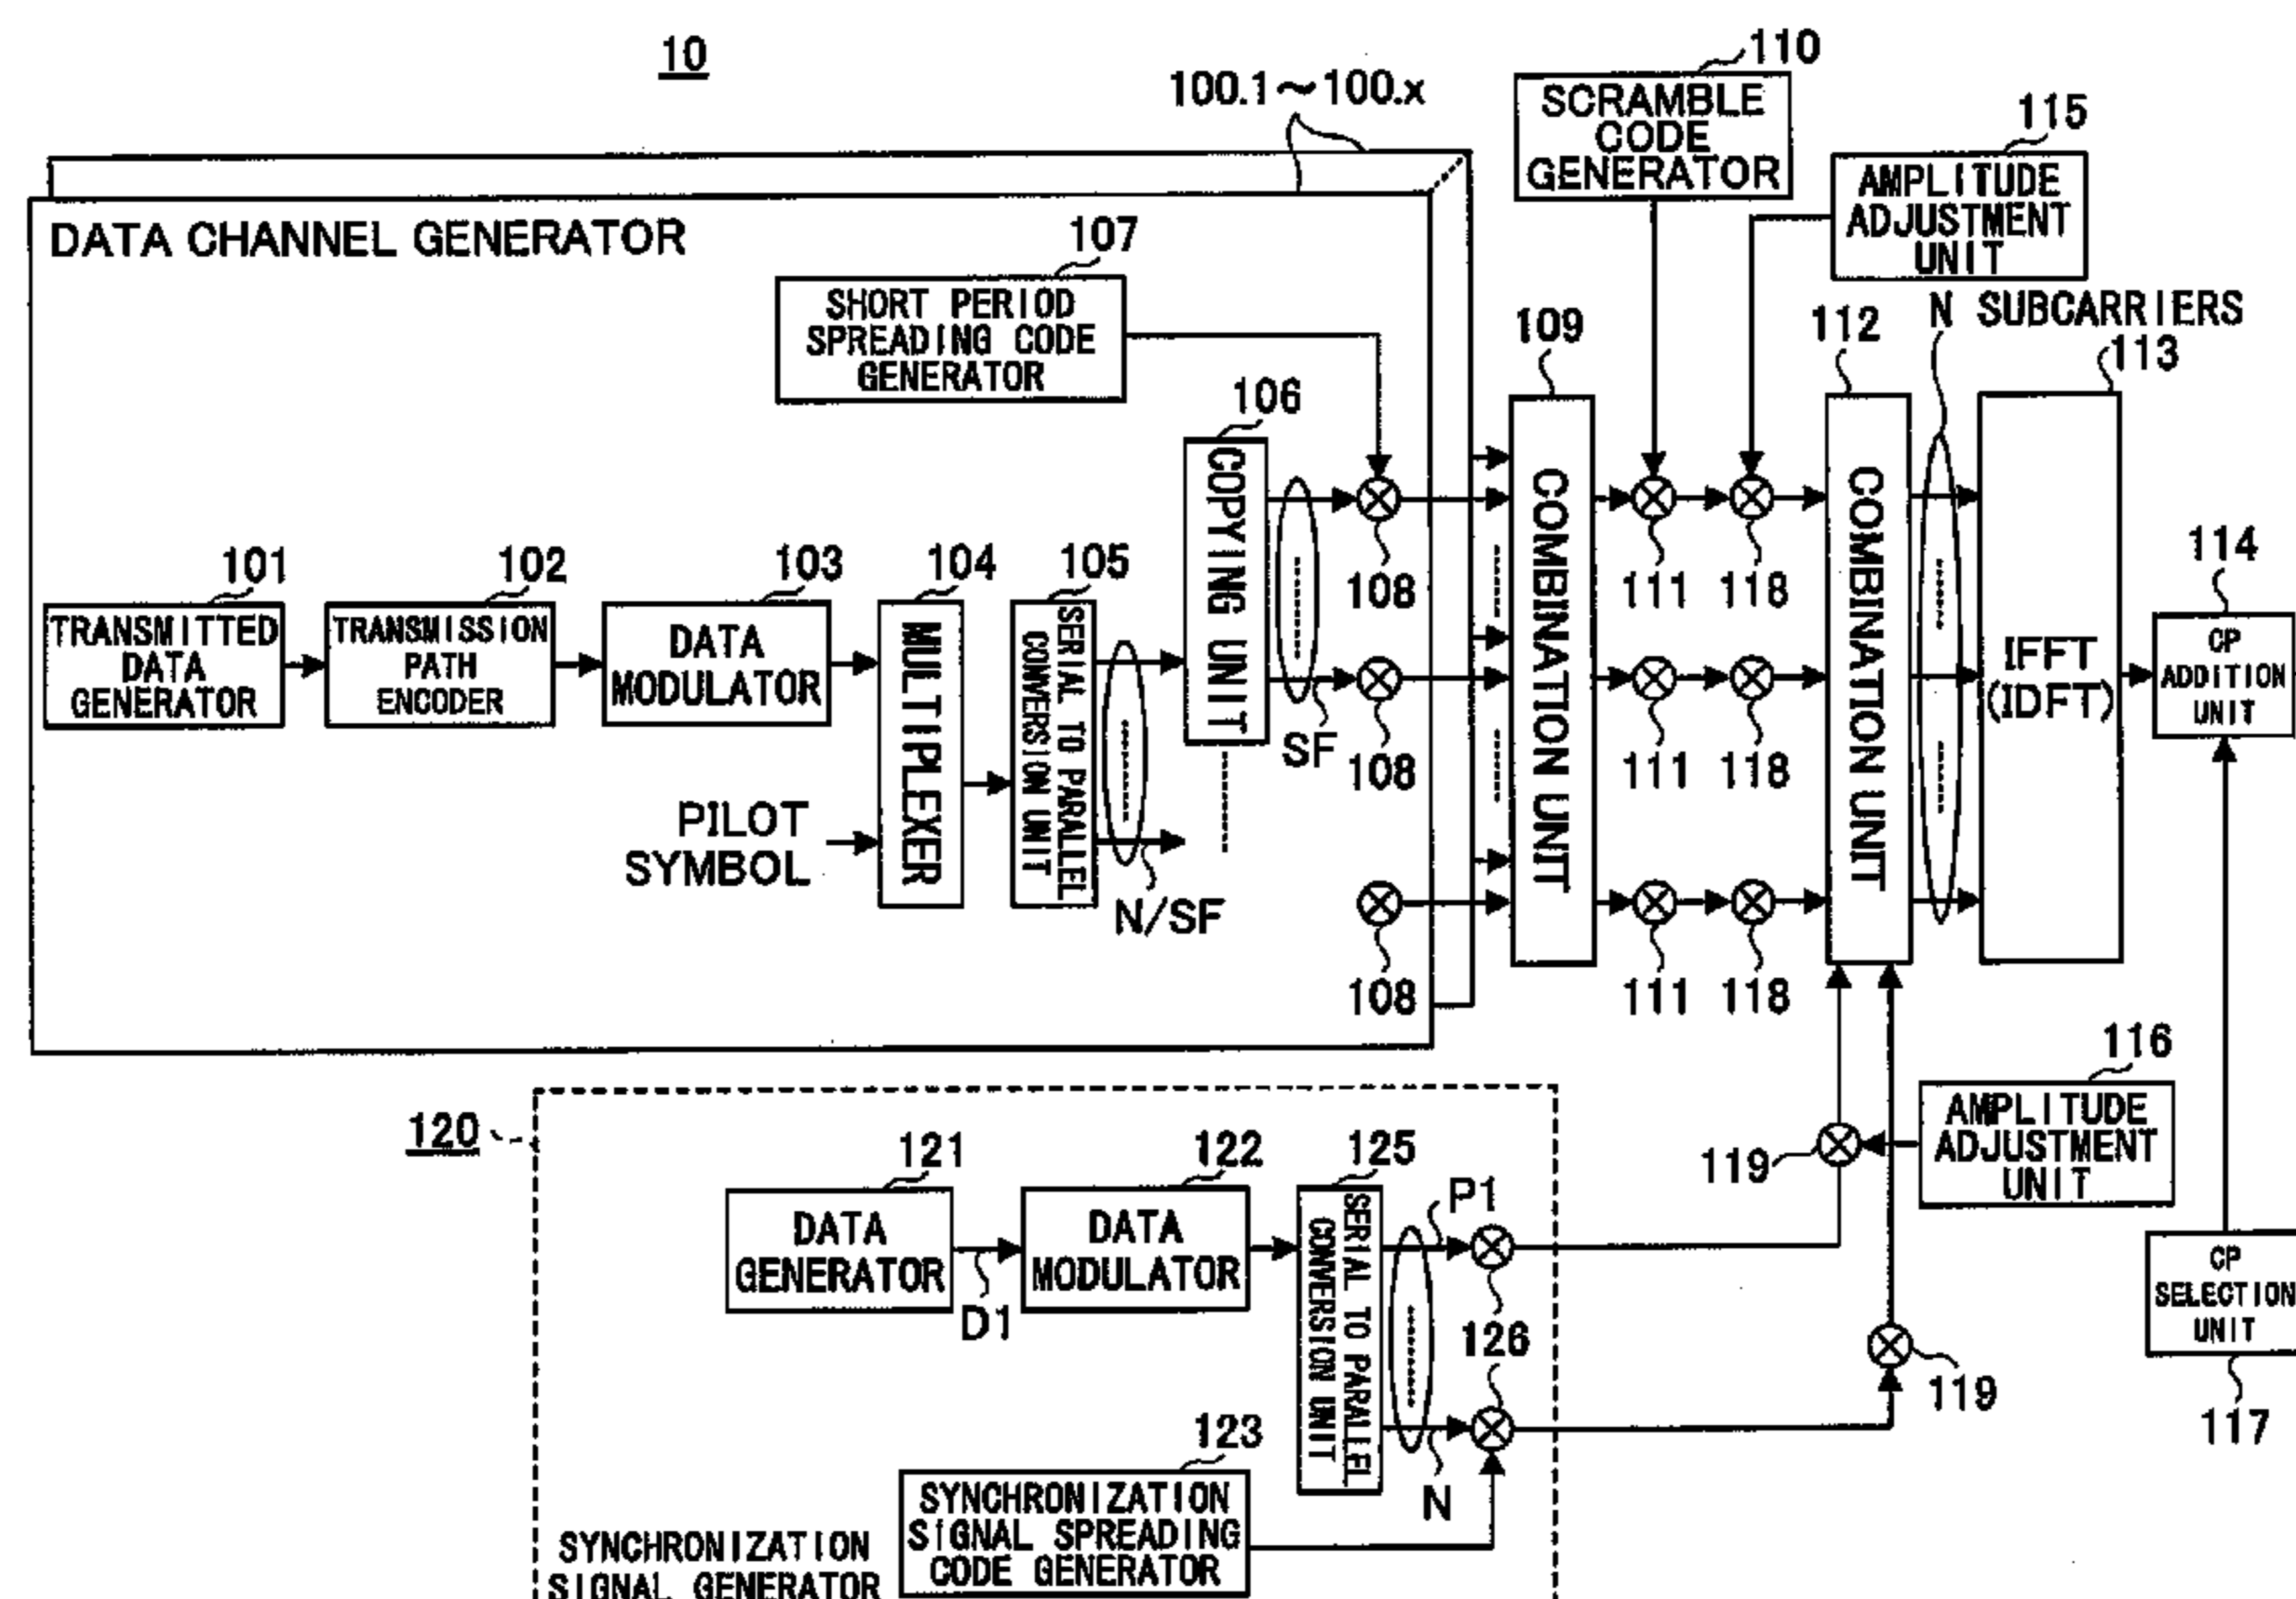 10
100.1~100.x
110
SCRAMBLE
CODE
GENERATOR
115
AMPLITUDE
ADJUSTMENT
UNIT
DATA CHANNEL GENERATOR
107
SHORT PERIOD
SPREADING CODE
GENERATOR
109
112
N SUBCARRIERS
113
106
COPYING UNIT
COMBINATION UNIT
COMBINATION UNIT
IFFT
(IDFT)
114
CP
ADDITION
UNIT
101
TRANSMITTED
DATA
GENERATOR
102
TRANSMISSION
PATH
ENCODER
103
DATA
MODULATOR
104
MULTIPLEXER
105
SERIAL TO PARALLEL
CONVERSION UNIT
108
111
118
SF
108
111
118
PILOT
SYMBOL
N/SF
108
111
118
116
AMPLITUDE
ADJUSTMENT
UNIT
119
120
121
DATA
GENERATOR
D1
122
DATA
MODULATOR
125
SERIAL TO PARALLEL
CONVERSION UNIT
P1
126
N
119
CP
SELECTION
UNIT
117
123
SYNCHRONIZATION
SIGNAL SPREADING
CODE GENERATOR
SYNCHRONIZATION
SIGNAL GENERATOR